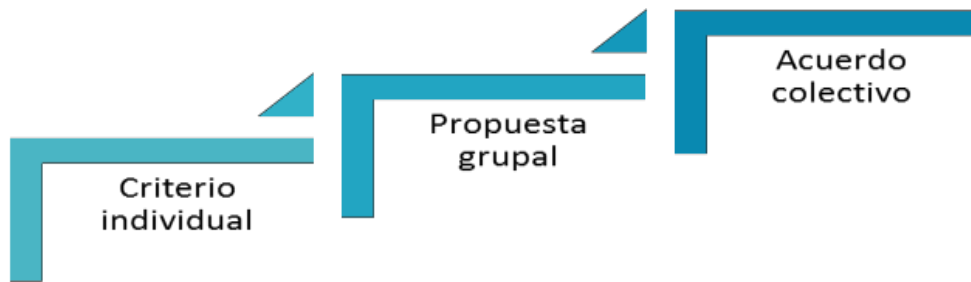 Criterio
individual
Propuesta
grupal
Acuerdo
colectivo